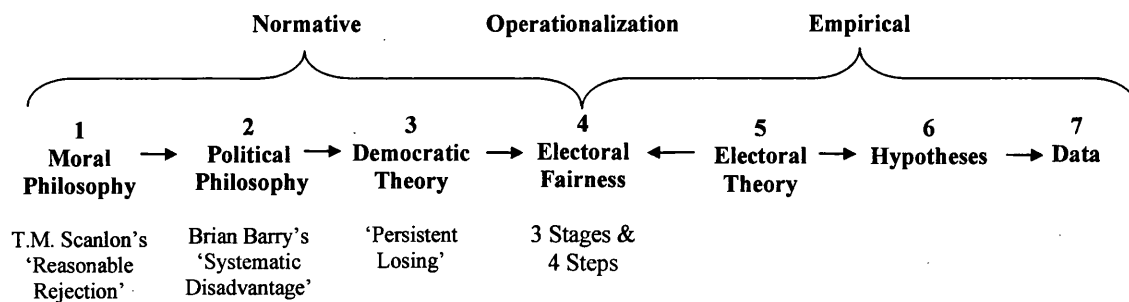 Normative Operationalization Empirical
1 2 3 4 5 6 7
Moral Political Democratic Electoral Electoral Hypotheses Data
Philosophy Philosophy Theory Fairness Theory
T.M. Scanlon's Brian Barry's 'Persistent 3 Stages &
'Reasonable 'Systematic Losing' 4 Steps
Rejection' Disadvantage'